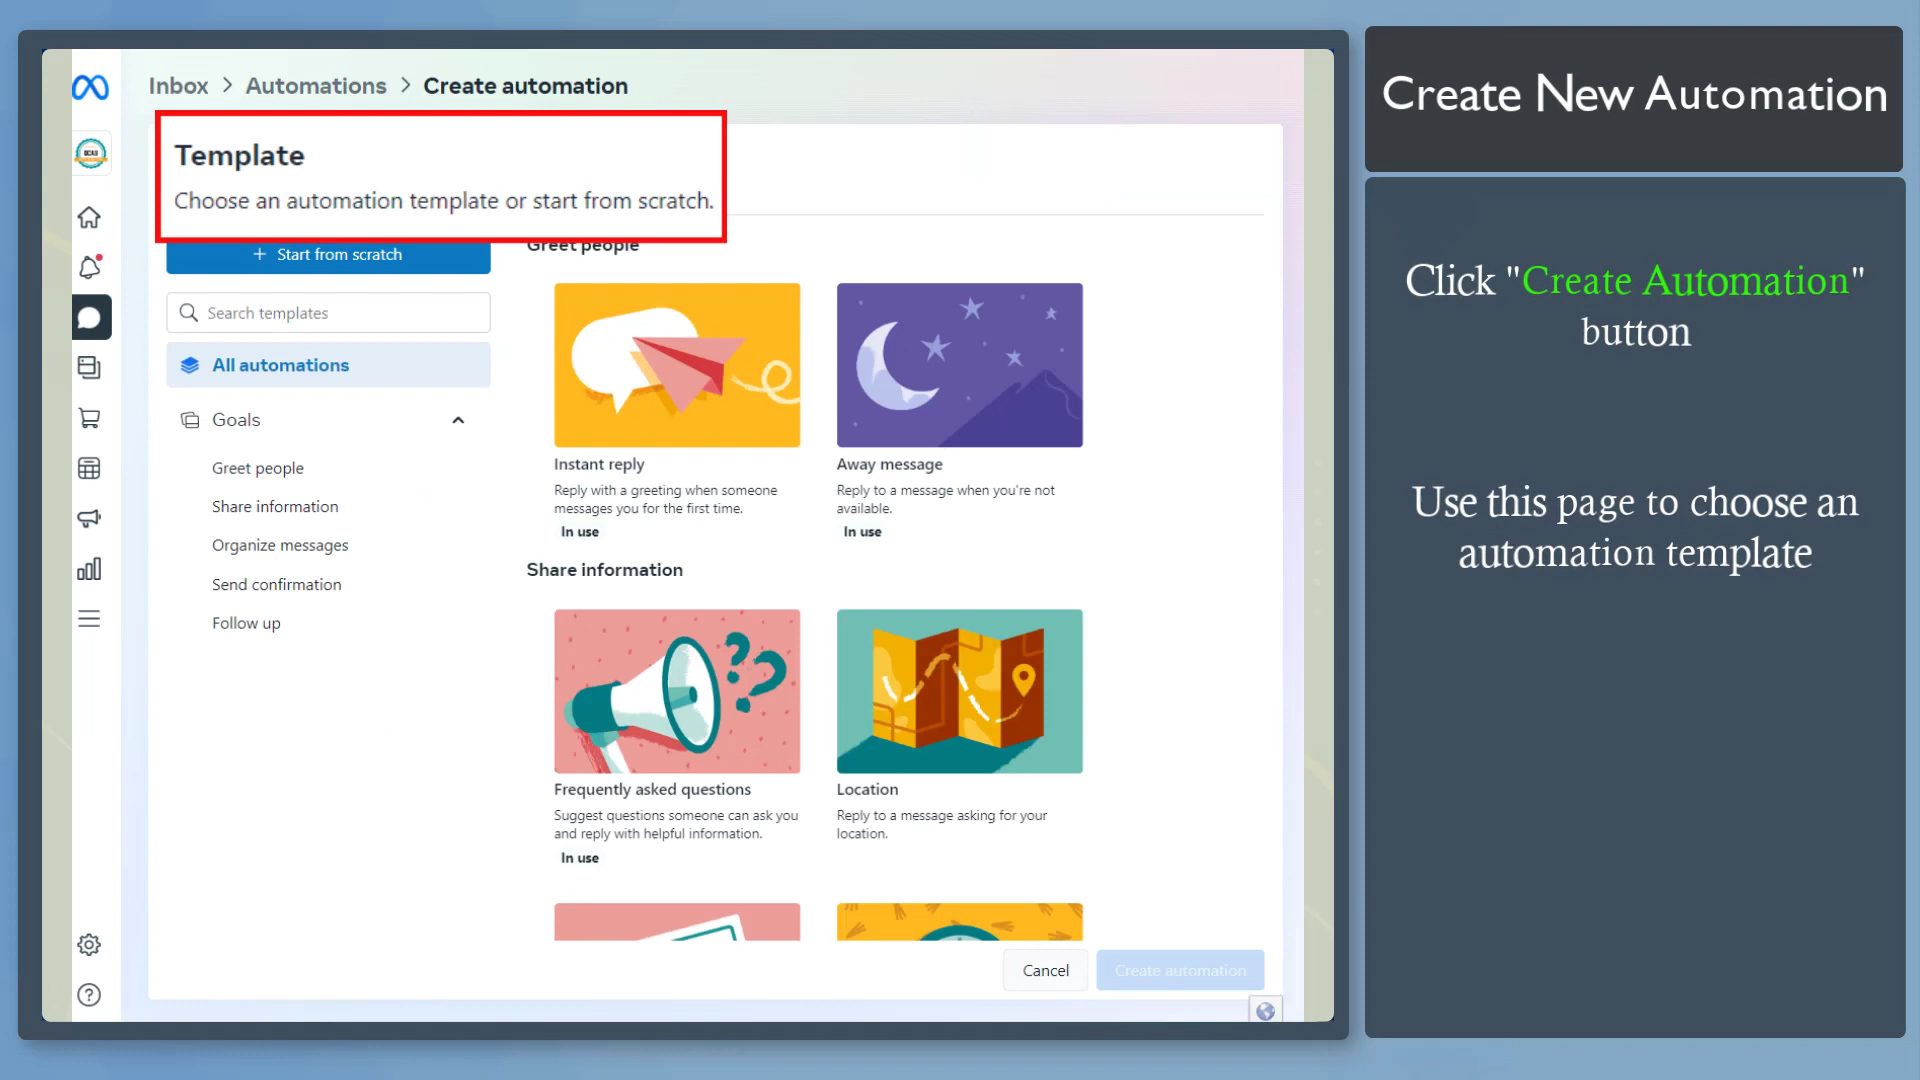 Inbox > Automations > Create automation
Template
Choose an automation template or start from scratch.
+ Start from scratch
Search templates
All automations
Goals
Greet people
Share information
Organize messages
Send confirmation
Follow up
Greet people
Instant reply
Reply with a greeting when someone
messages you for the first time.
In use
Away message
Reply to a message when you're not
available.
In use
Share information
Frequently asked questions
Suggest questions someone can ask you
and reply with helpful information.
In use
Location
Reply to a message asking for your
location.
Cancel
Create automation
Create New Automation
Click "Create Automation"
button
Use this page to choose an
automation template